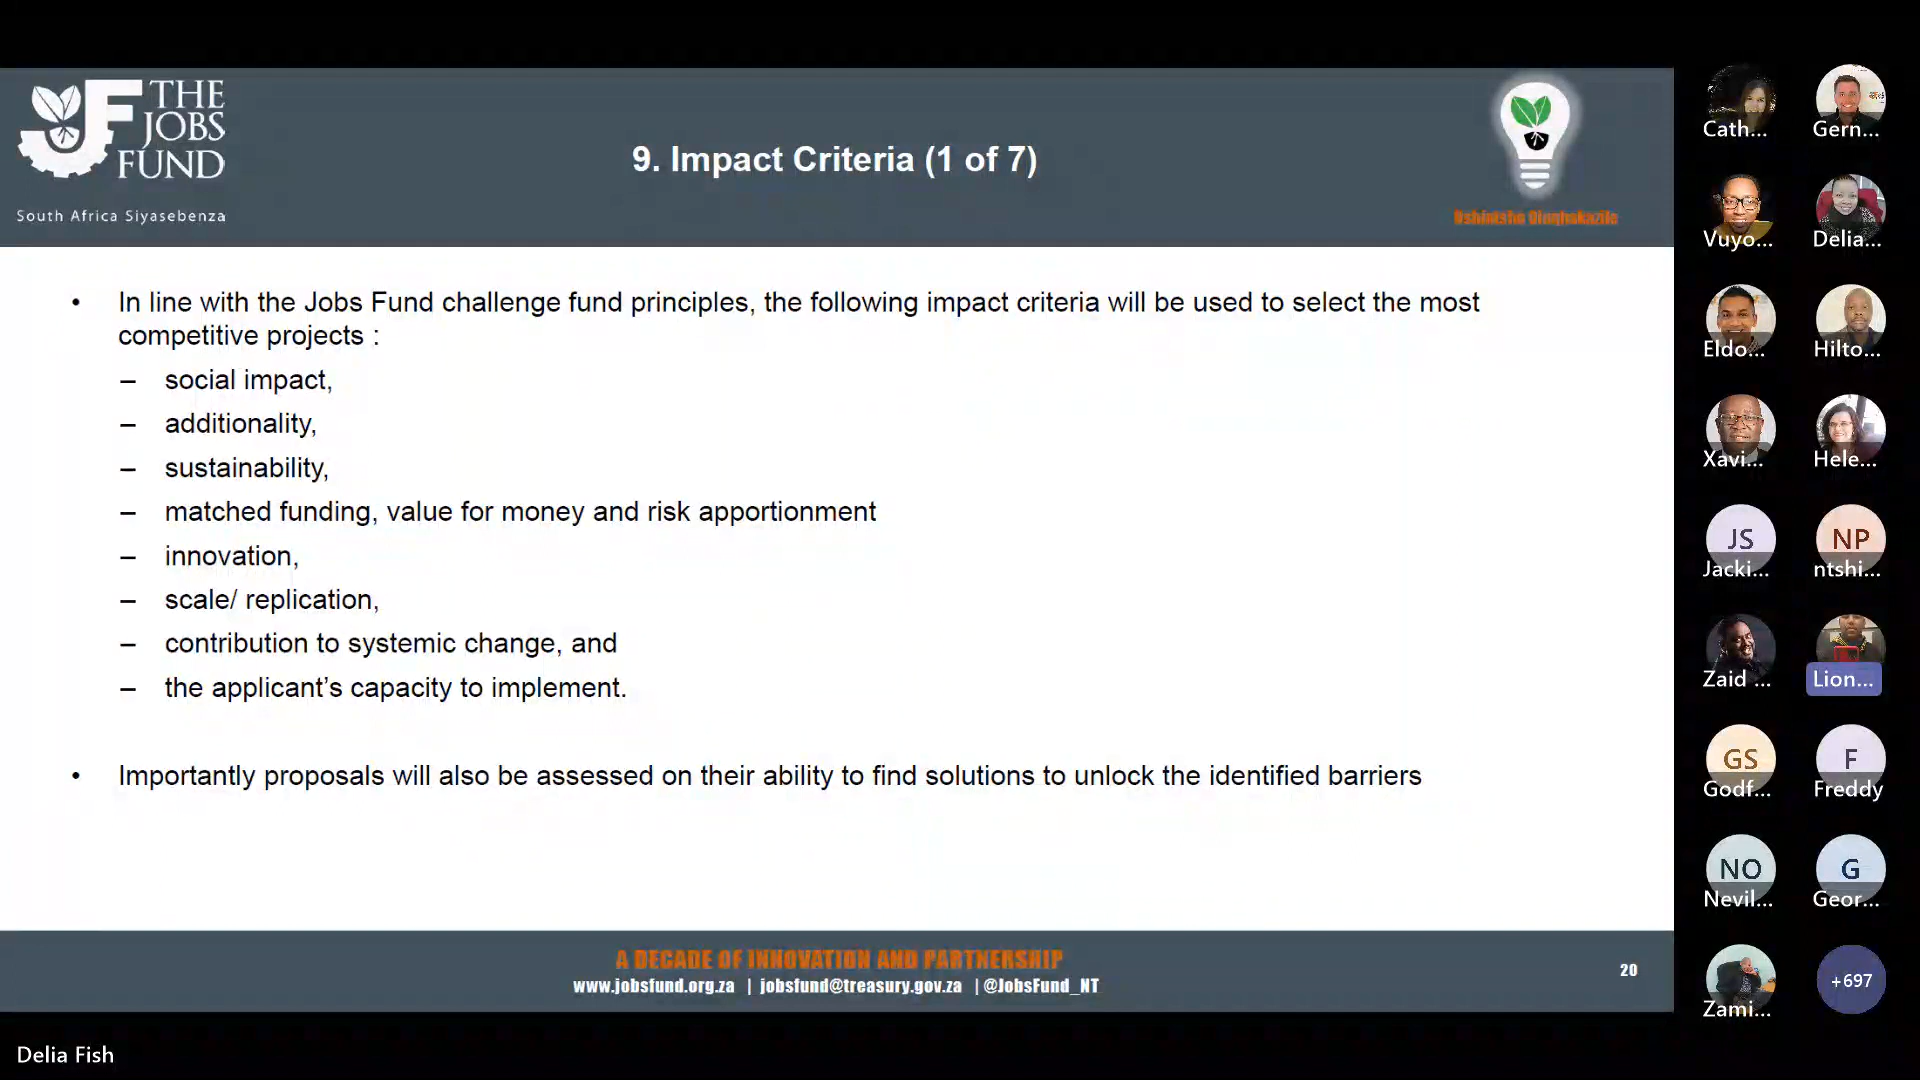 THE
JOBS
FUND
South Africa Siyasebenza
9. Impact Criteria (1 of 7)
• In line with the Jobs Fund challenge fund principles, the following impact criteria will be used to select the most
competitive projects :
– social impact,
– additionality,
– sustainability,
– matched funding, value for money and risk apportionment
– innovation,
– scale/ replication,
– contribution to systemic change, and
– the applicant's capacity to implement.
• Importantly proposals will also be assessed on their ability to find solutions to unlock the identified barriers
A DECADE OF INNOVATION AND PARTNERSHIP
www.jobsfund.org.za | jobsfund@treasury.gov.za | @JobsFund_NT
20
Delia Fish
Cath... Gern...
Vuyo... Delia...
Eldo... Hilto...
Xavi... Hele...
JS NP
Jacki... ntshi...
Zaid ... Lion...
GS F
Godf... Freddy
NO G
Nevil... Geor...
Zami... +697